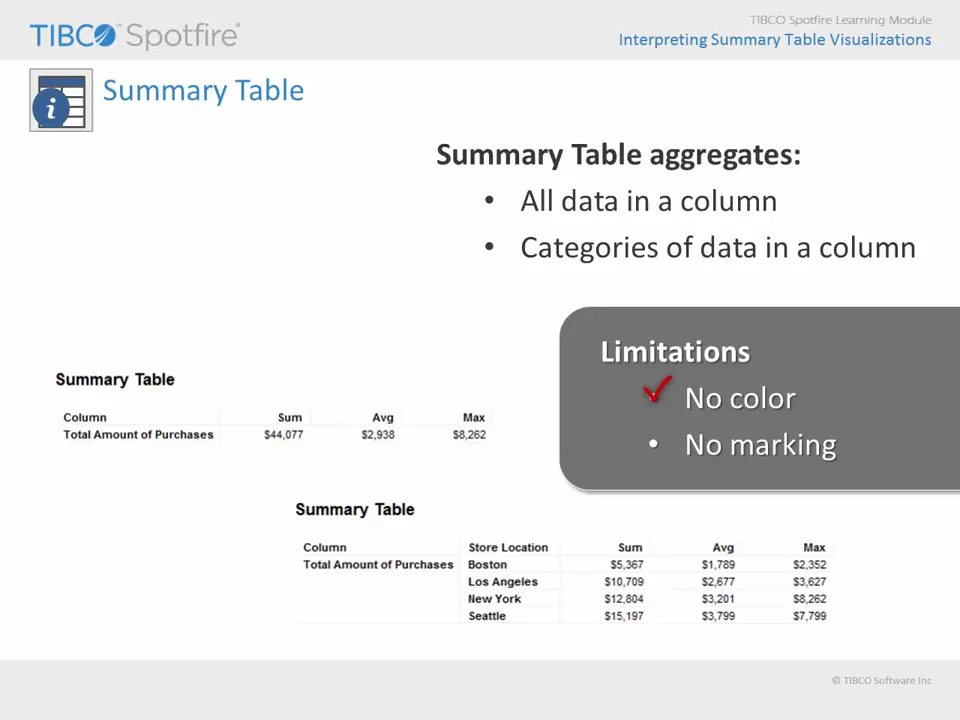 TIBCO Spotfire Learning Module
TIBCO™ Spotfire®
Interpreting Summary Table Visualizations
i
Summary Table
Summary Table aggregates:
• All data in a column
• Categories of data in a column
Limitations
✓ No color
• No marking
Summary Table
Column Sum Avg Max
Total Amount of Purchases $44,077 $2,938 $8,262
Summary Table
Column Store Location Sum Avg Max
Total Amount of Purchases Boston $5,367 $1,789 $2,352
Los Angeles $10,709 $2,677 $3,627
New York $12,804 $3,201 $8,262
Seattle $15,197 $3,799 $7,799
© TIBCO Software Inc